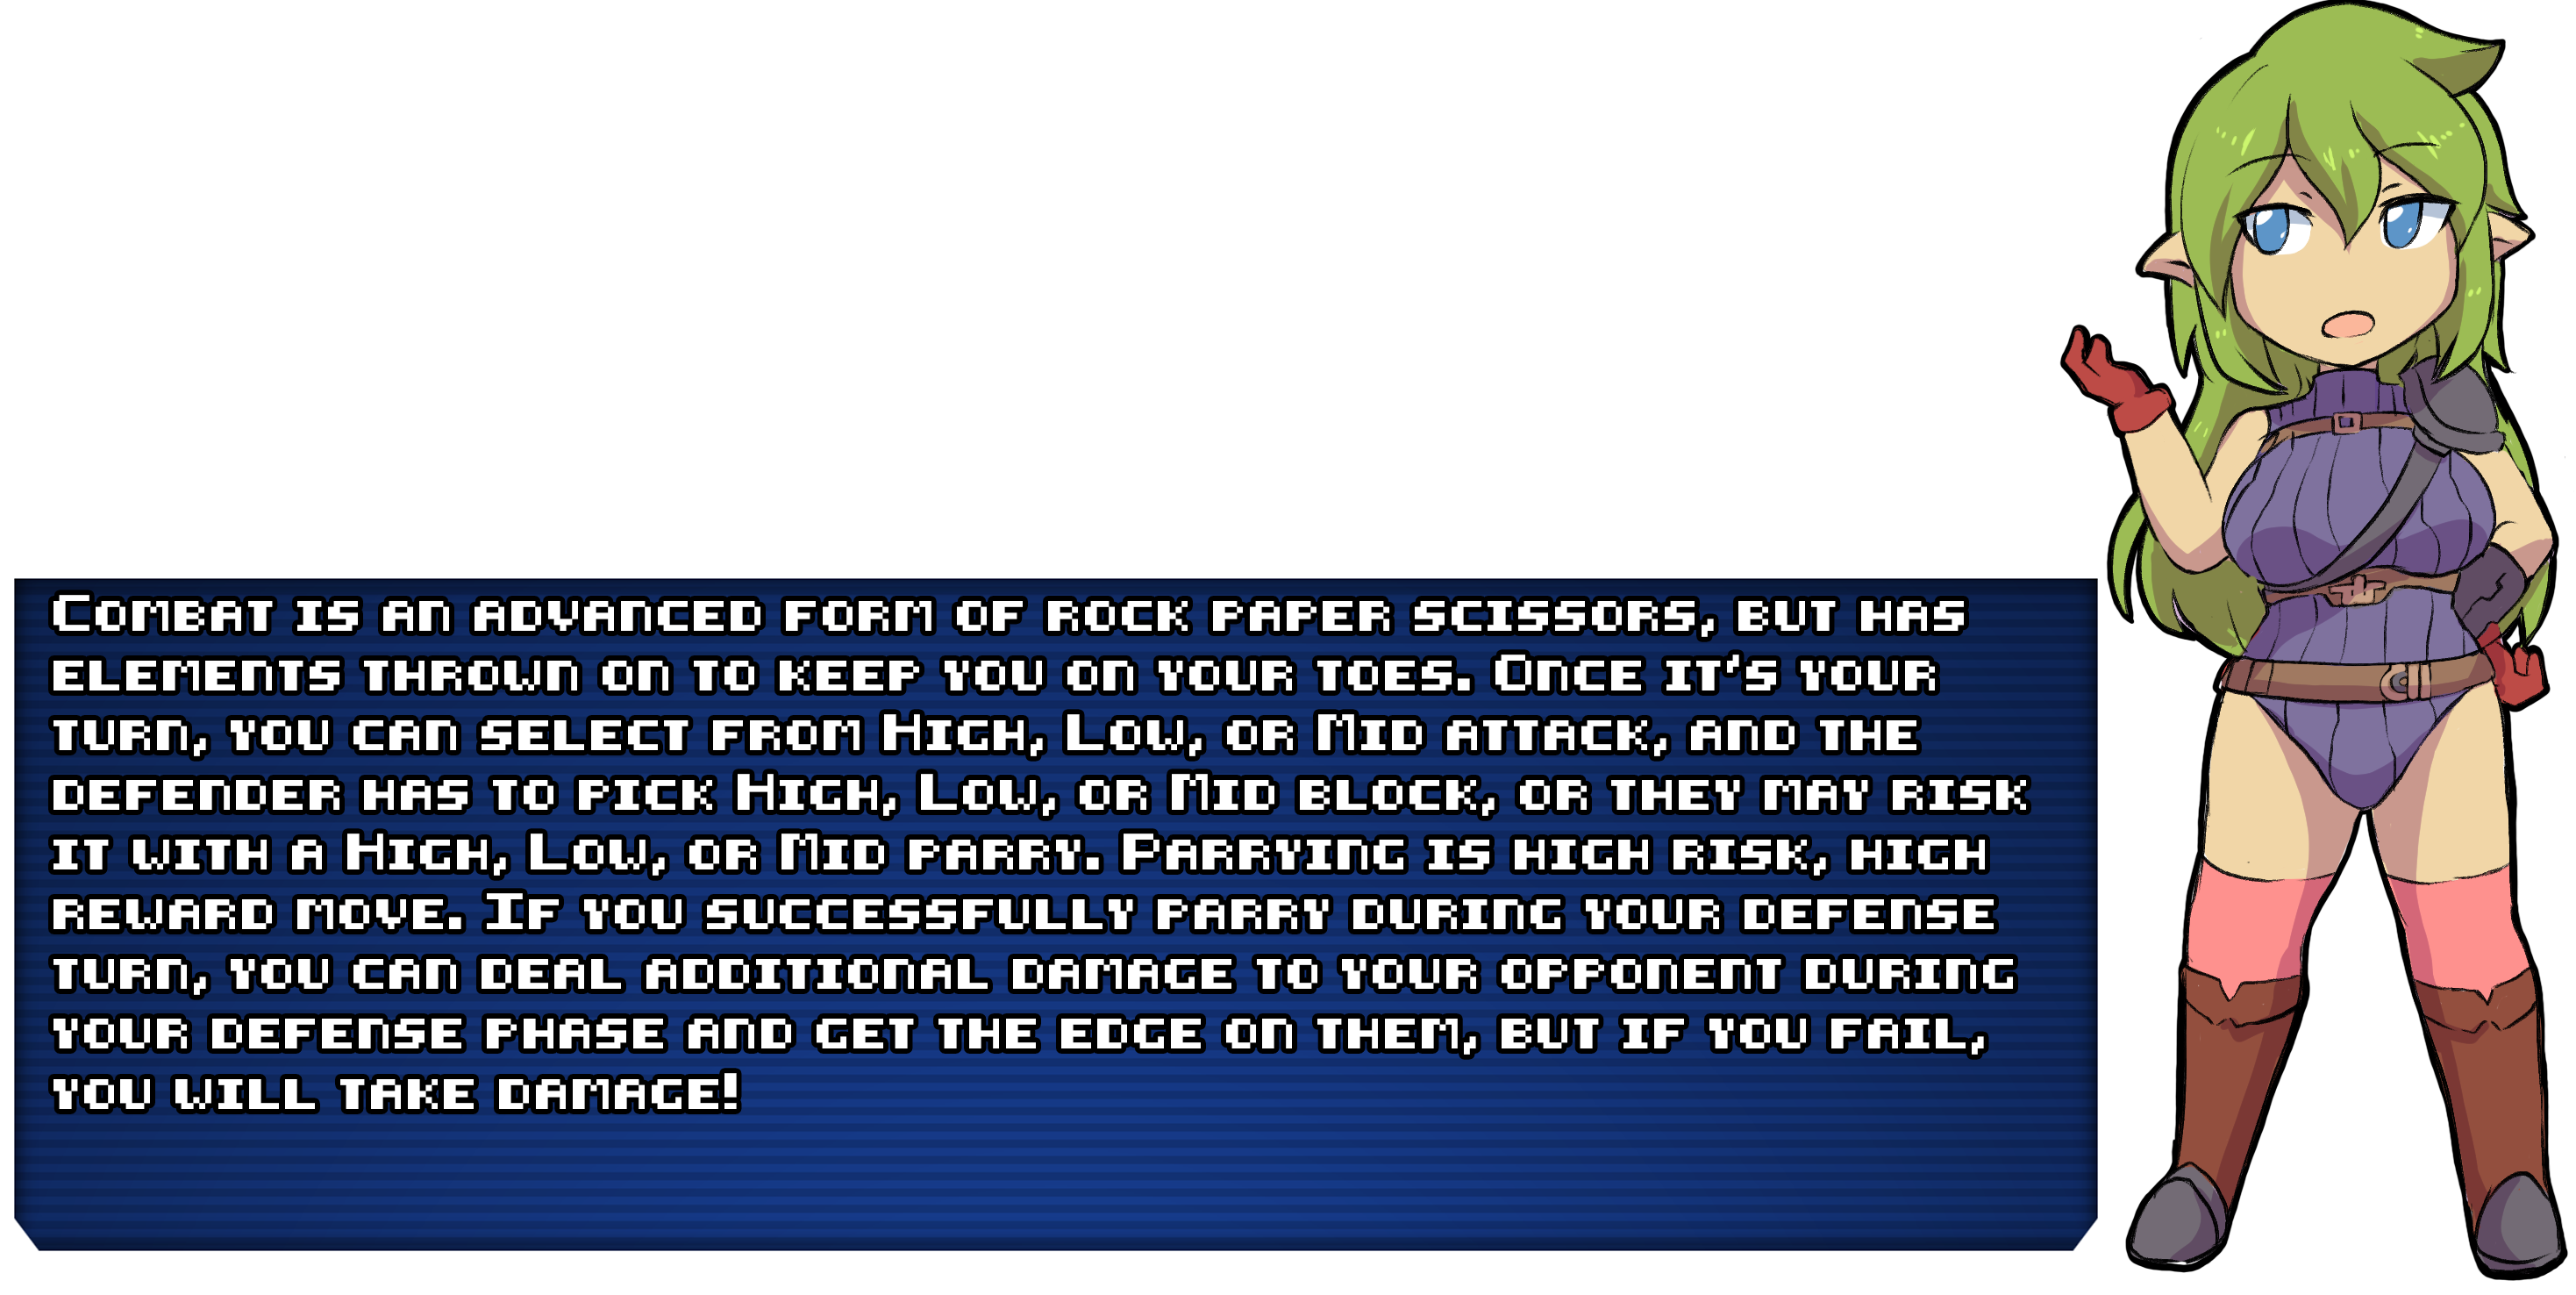 Combat is an advanced form of rock paper scissors, but has
elements thrown on to keep you on your toes. Once it's your
turn, you can select from High, Low, or Mid attack, and the
defender has to pick High, Low, or Mid block, or they may risk
it with a High, Low, or Mid parry. Parrying is high risk, high
reward move. If you successfully parry during your defense
turn, you can deal additional damage to your opponent during
your defense phase and get the edge on them, but if you fail,
you will take damage!